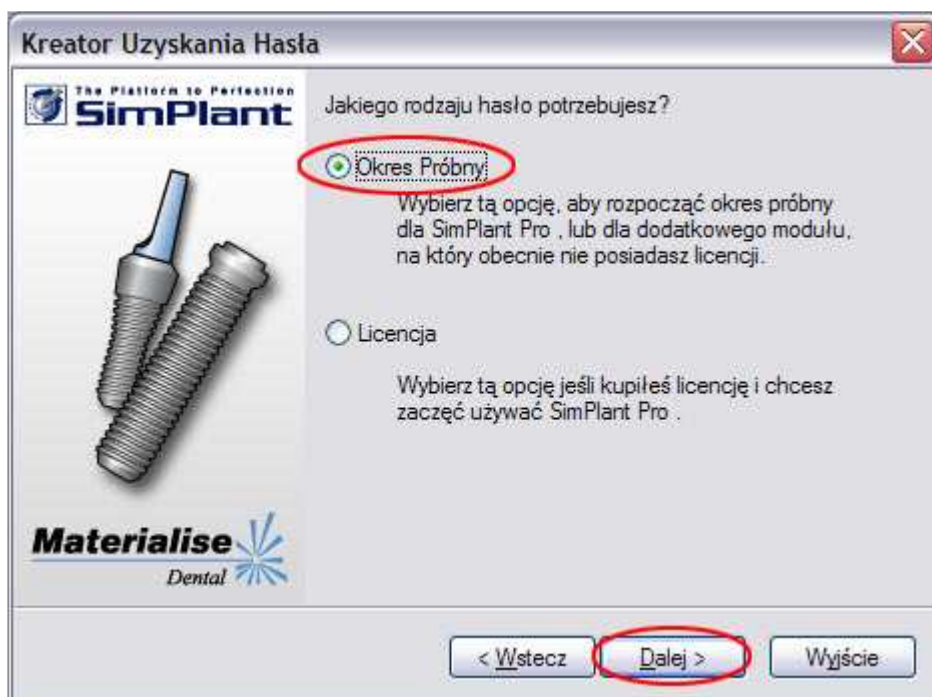 Kreator Uzyskania Hasła
The Platform to Perfection
SimPlant
Jakiego rodzaju hasło potrzebujesz?
Okres Próbny
Wybierz tą opcję, aby rozpocząć okres próbny
dla SimPlant Pro , lub dla dodatkowego modułu,
na który obecnie nie posiadasz licencji.
Licencja
Wybierz tą opcję jeśli kupiłeś licencję i chcesz
zaczęć używać SimPlant Pro .
Materialise
Dental
< Wstecz
Dalej >
Wyjście